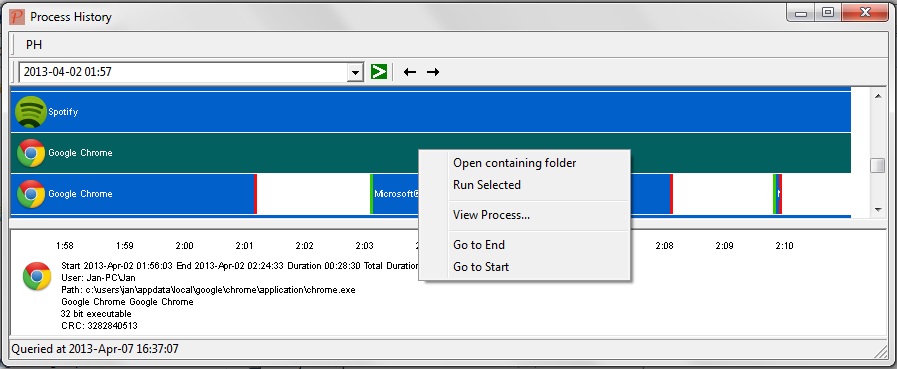 Process History
PH
2013-04-02 01:57
Spotify
Google Chrome
Google Chrome
Microsoft©
Open containing folder
Run Selected
View Process...
Go to End
Go to Start
1:58 1:59 2:00 2:01 2:02 2:03 2:08 2:09 2:10
Start 2013-Apr-02 01:56:03 End 2013-Apr-02 02:24:33 Duration 00:28:30 Total Duration
User: Jan-PC\Jan
Path: c:\users\jan\appdata\local\google\chrome\application\chrome.exe
Google Chrome Google Chrome
32 bit executable
CRC: 3282840513
Queried at 2013-Apr-07 16:37:07